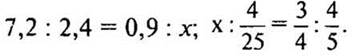 7,2 : 2,4 = 0,9 : x; x : 4/25 = 3/4 : 4/5.